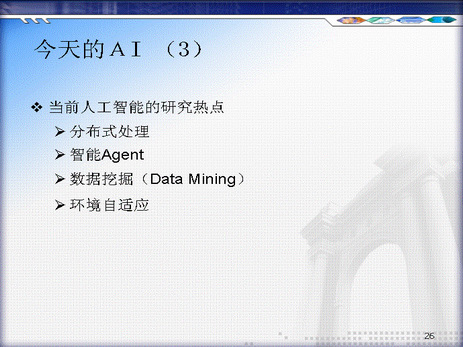 今天的ＡＩ （3）
❖ 当前人工智能的研究热点
➢ 分布式处理
➢ 智能Agent
➢ 数据挖掘（Data Mining）
➢ 环境自适应
26